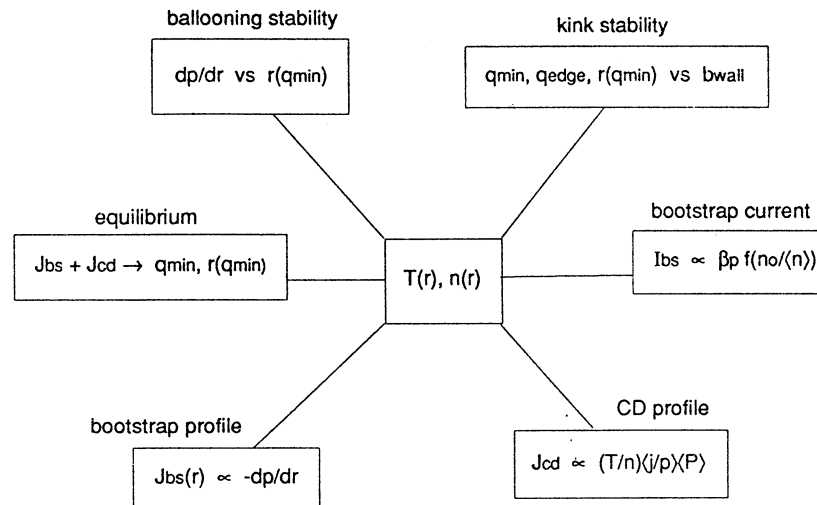 ballooning stability
dp/dr vs r(qmin)
kink stability
qmin, qedge, r(qmin) vs bwall
equilibrium
Jbs + Jcd → qmin, r(qmin)
T(r), n(r)
bootstrap current
Ibs ∝ βp f(no/⟨n⟩)
bootstrap profile
Jbs(r) ∝ -dp/dr
CD profile
Jcd ∝ (T/n)⟨j/p⟩⟨P⟩